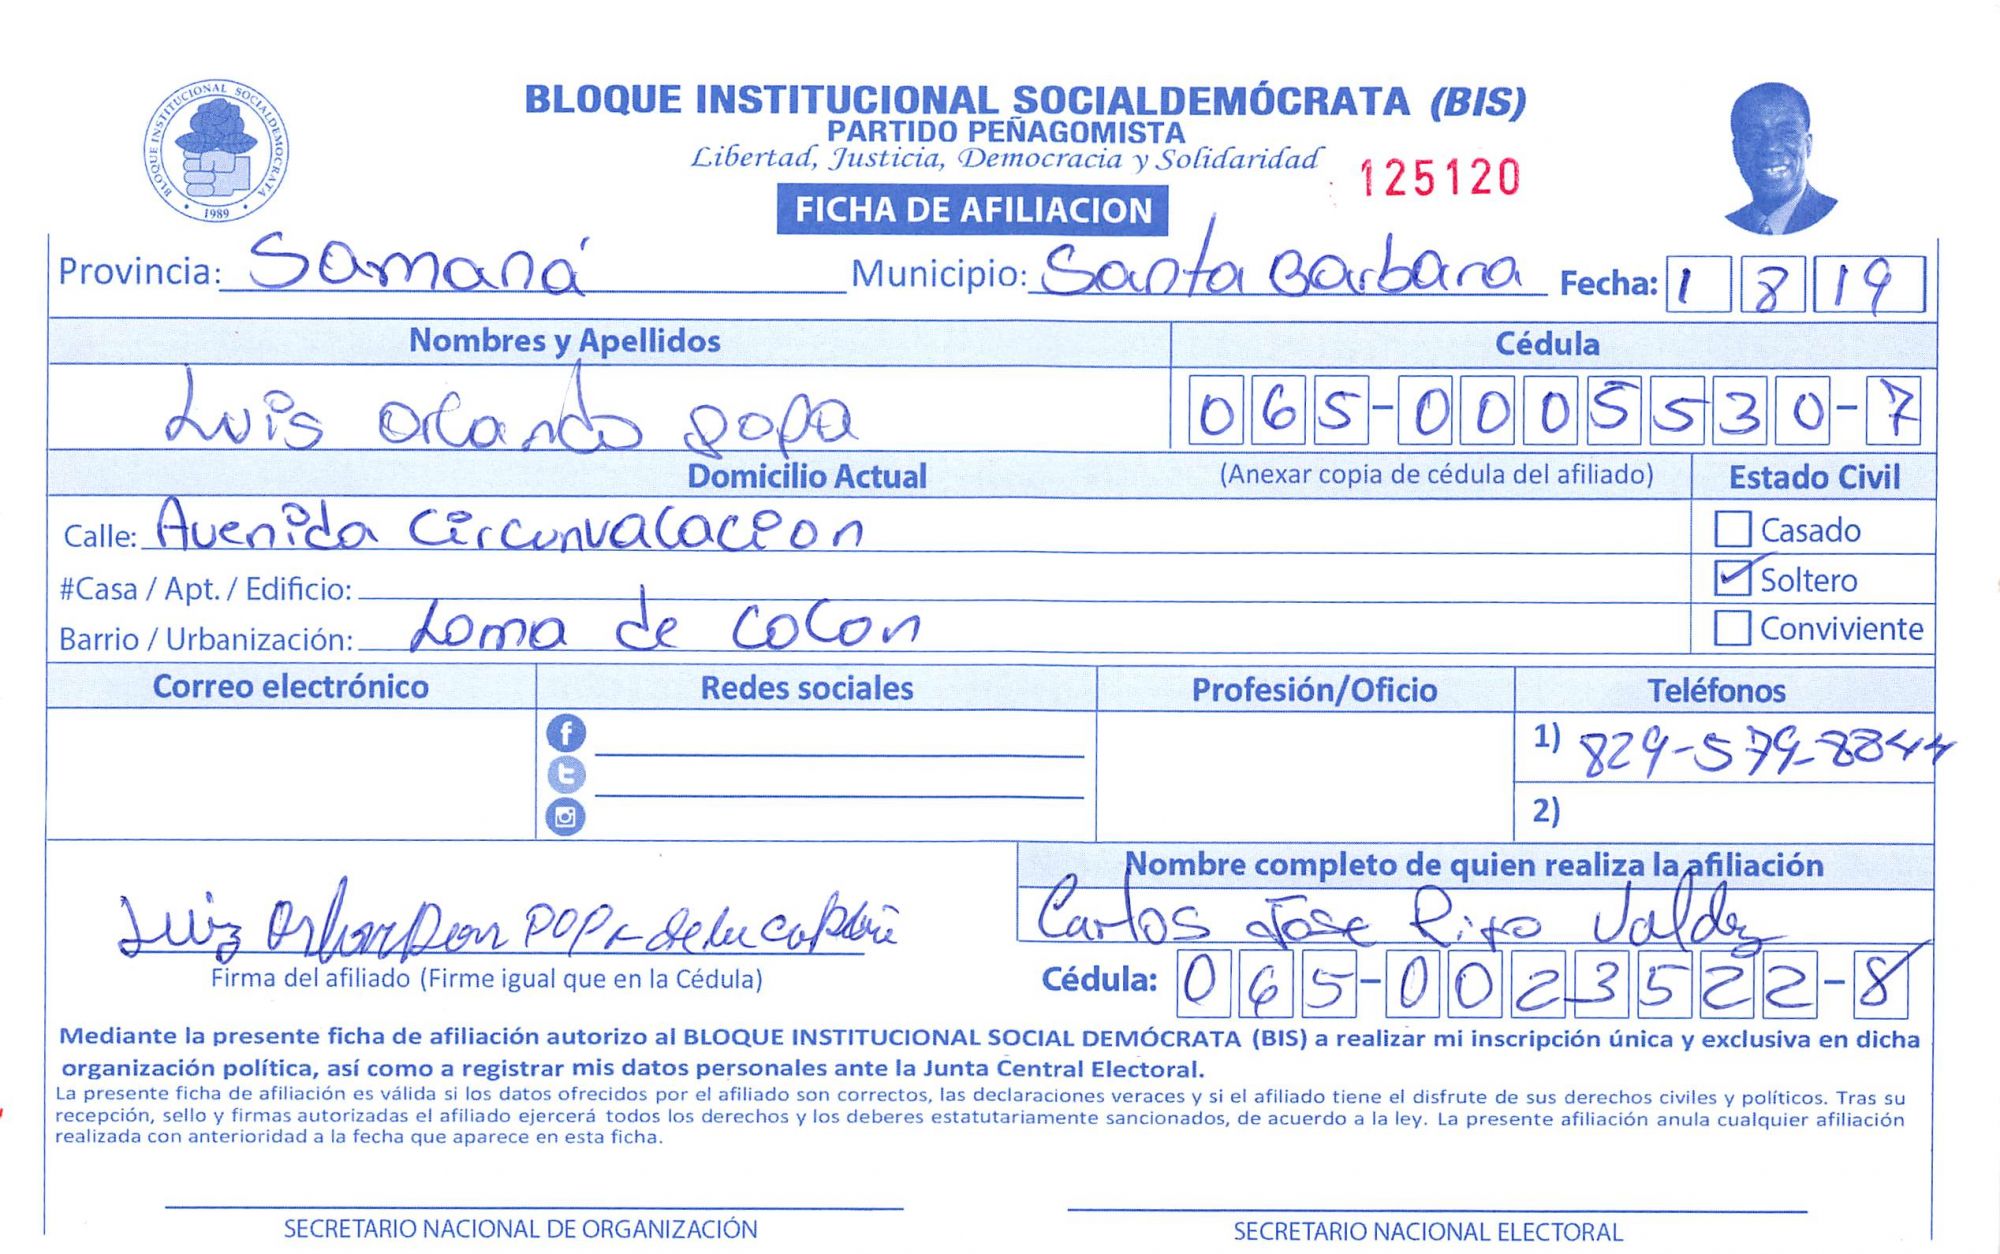 BLOQUE INSTITUCIONAL SOCIALDEMOCRATA
1989
BLOQUE INSTITUCIONAL SOCIALDEMÓCRATA (BIS)
PARTIDO PEÑAGOMISTA
Libertad, Justicia, Democracia y Solidaridad
125120
FICHA DE AFILIACION
Provincia: Samaná Municipio: Santa Barbara Fecha: 1 8 19
Nombres y Apellidos Cédula
Luis Orlando popa 065-0005530-7
Domicilio Actual (Anexar copia de cédula del afiliado) Estado Civil
Calle: Avenida Circunvalacion Casado
#Casa / Apt. / Edificio: Soltero
Barrio / Urbanización: Loma de Colon Conviviente
Correo electrónico Redes sociales Profesión/Oficio Teléfonos
1) 829-579-8844
2)
Nombre completo de quien realiza la afiliación
Luiz popa de la
Carlos Jose Valdez
Firma del afiliado (Firme igual que en la Cédula) Cédula: 065-0023522-8
Mediante la presente ficha de afiliación autorizo al BLOQUE INSTITUCIONAL SOCIAL DEMÓCRATA (BIS) a realizar mi inscripción única y exclusiva en dicha
organización política, así como a registrar mis datos personales ante la Junta Central Electoral.
La presente ficha de afiliación es válida si los datos ofrecidos por el afiliado son correctos, las declaraciones veraces y si el afiliado tiene el disfrute de sus derechos civiles y políticos. Tras su
recepción, sello y firmas autorizadas el afiliado ejercerá todos los derechos y los deberes estatutariamente sancionados, de acuerdo a la ley. La presente afiliación anula cualquier afiliación
realizada con anterioridad a la fecha que aparece en esta ficha.
SECRETARIO NACIONAL DE ORGANIZACIÓN SECRETARIO NACIONAL ELECTORAL